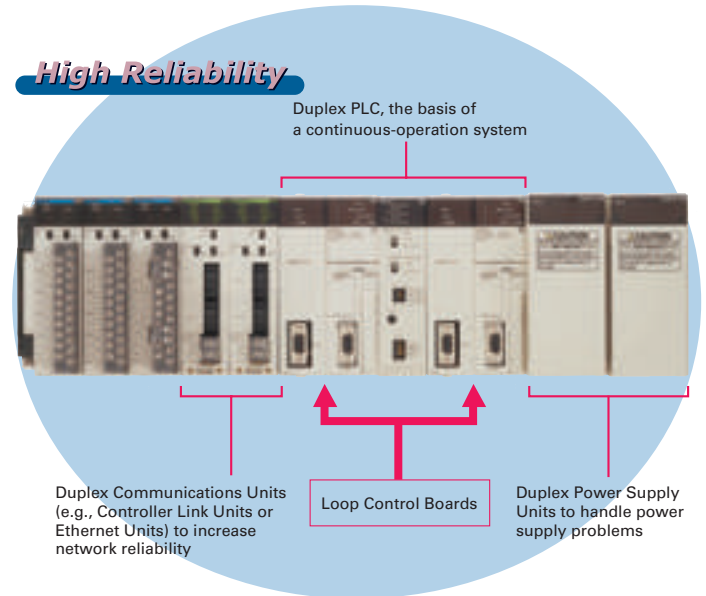 High Reliability
Duplex PLC, the basis of
a continuous-operation system
Duplex Communications Units
(e.g., Controller Link Units or
Ethernet Units) to increase
network reliability
Loop Control Boards
Duplex Power Supply
Units to handle power
supply problems